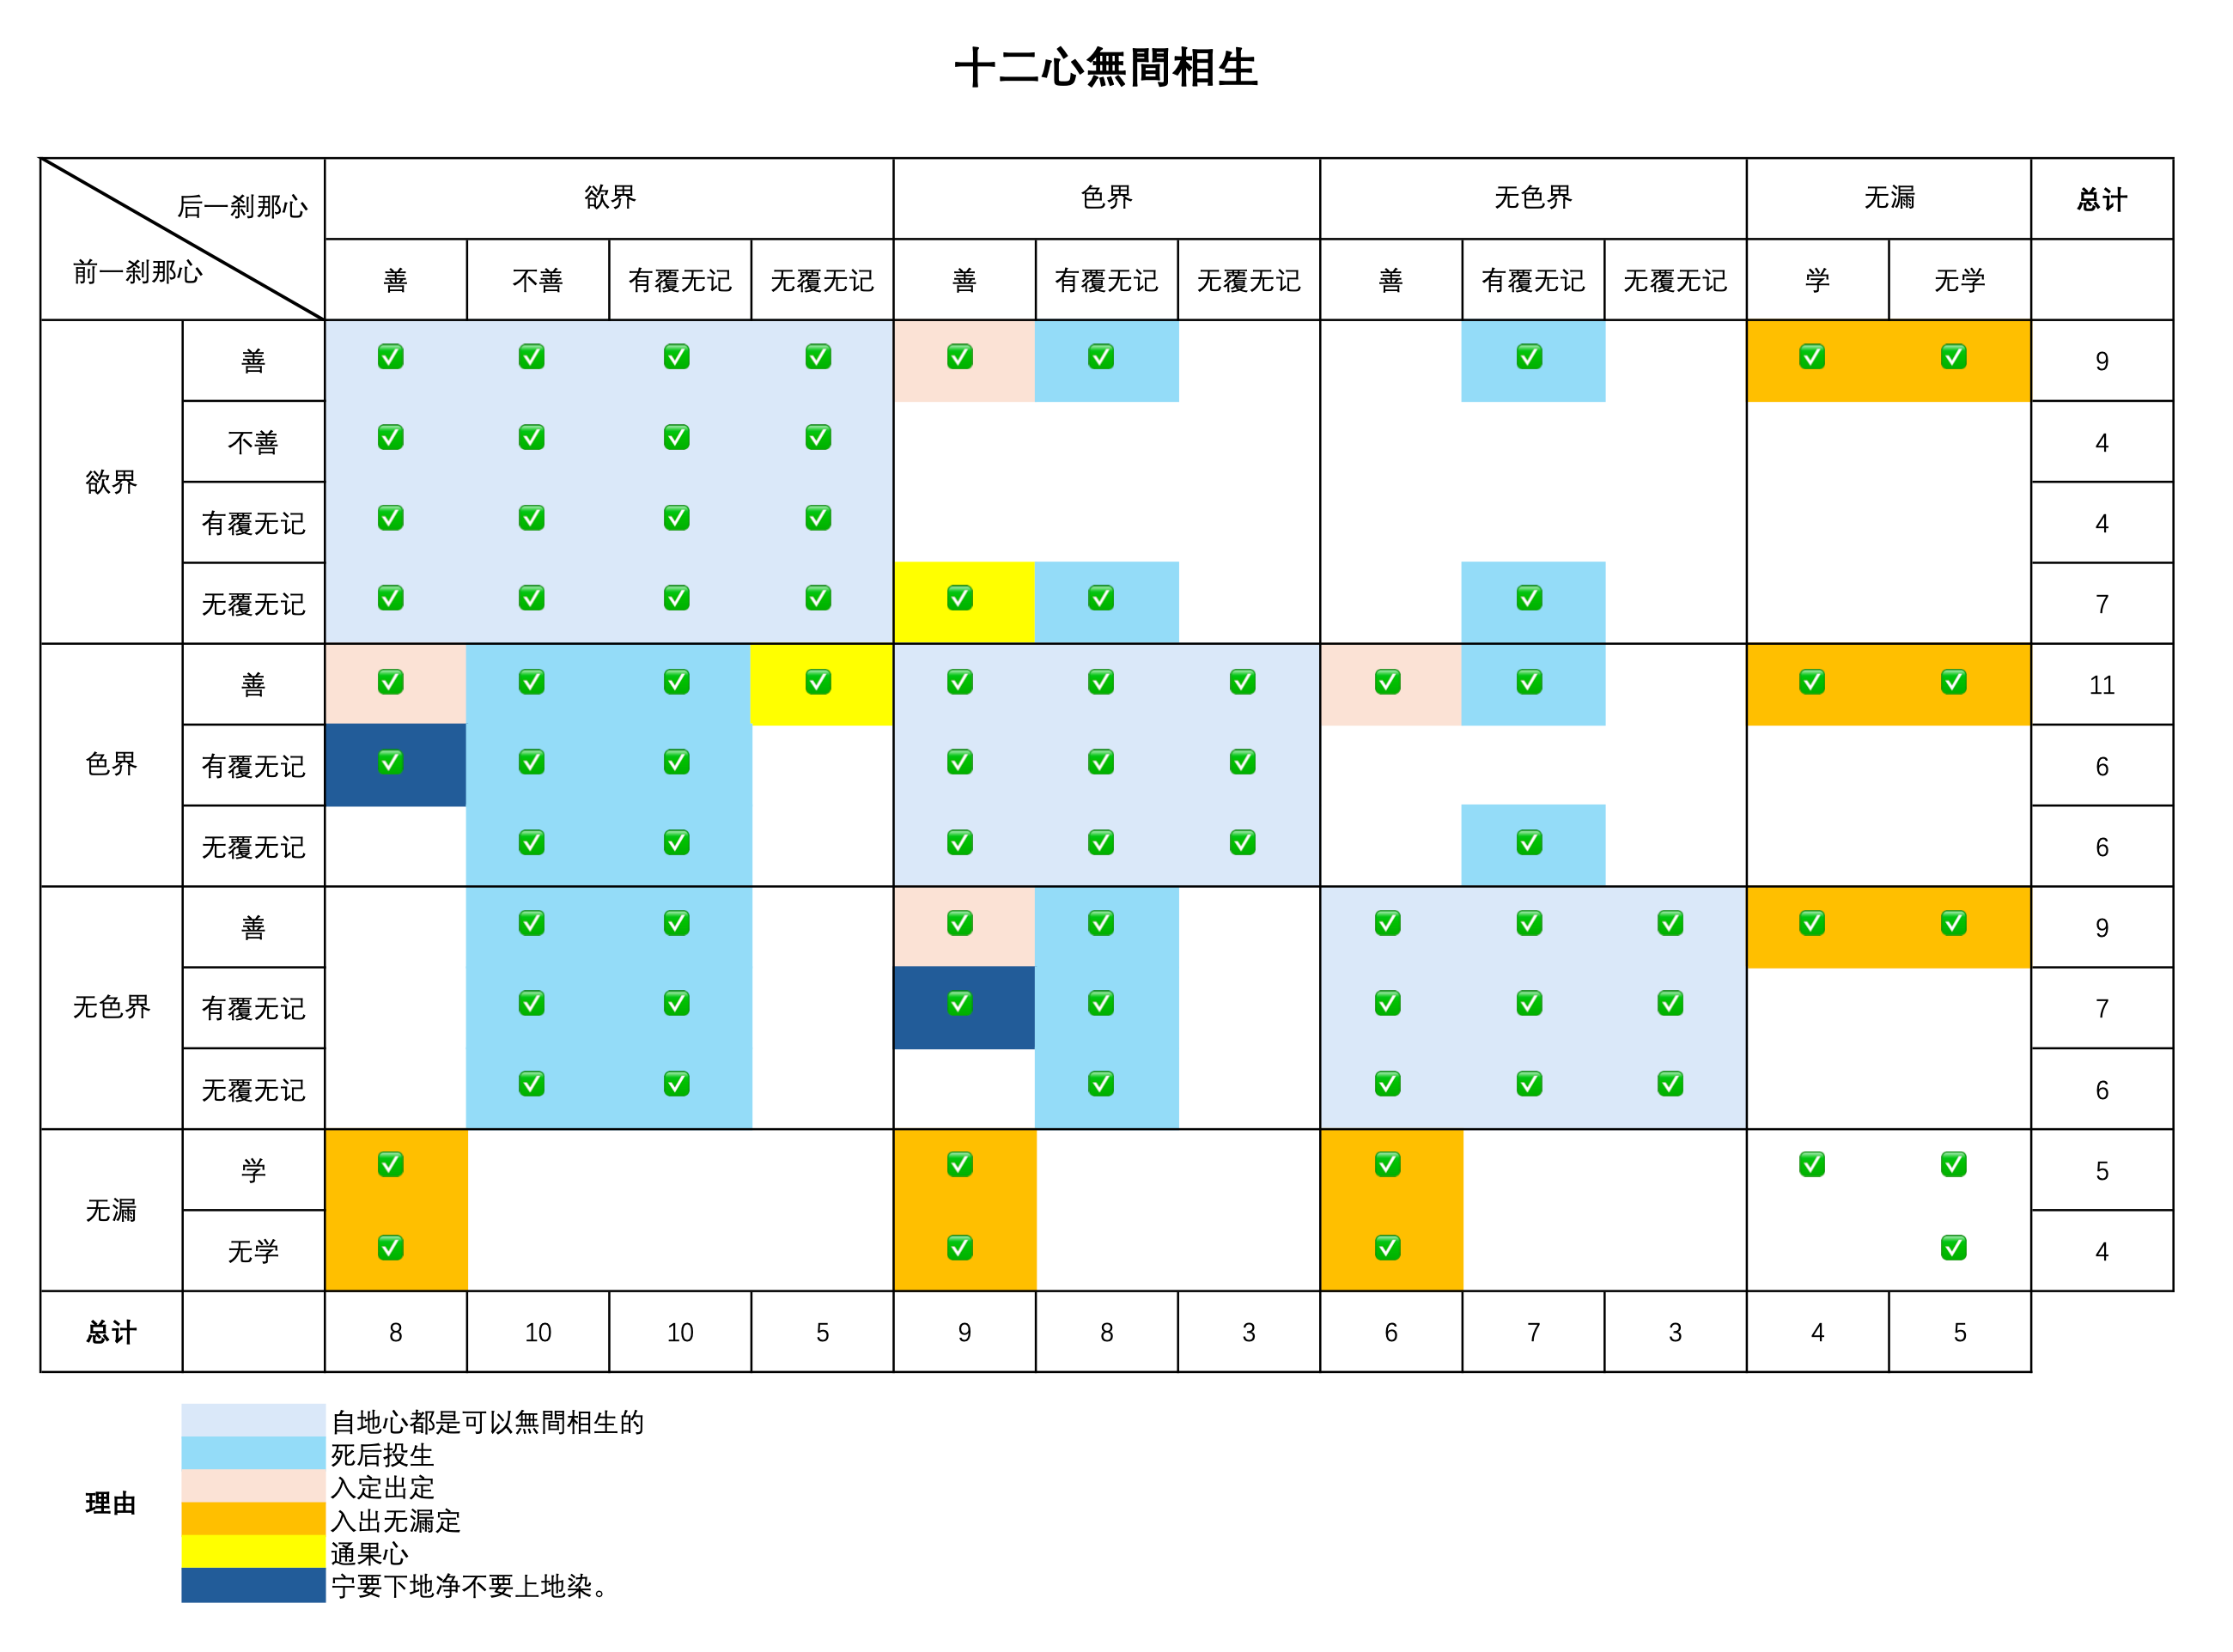 十二心無間相生
后一刹那心 欲界 色界 无色界 无漏 总计
前一刹那心 善 不善 有覆无记 无覆无记 善 有覆无记 无覆无记 善 有覆无记 无覆无记 学 无学
欲界 善 ✅ ✅ ✅ ✅ ✅ ✅ ✅ ✅ ✅ 9
不善 ✅ ✅ ✅ ✅ 4
有覆无记 ✅ ✅ ✅ ✅ 4
无覆无记 ✅ ✅ ✅ ✅ ✅ ✅ ✅ 7
色界 善 ✅ ✅ ✅ ✅ ✅ ✅ ✅ ✅ ✅ ✅ ✅ 11
有覆无记 ✅ ✅ ✅ ✅ ✅ ✅ 6
无覆无记 ✅ ✅ ✅ ✅ ✅ ✅ 6
无色界 善 ✅ ✅ ✅ ✅ ✅ ✅ ✅ ✅ ✅ 9
有覆无记 ✅ ✅ ✅ ✅ ✅ ✅ ✅ 7
无覆无记 ✅ ✅ ✅ ✅ ✅ ✅ 6
无漏 学 ✅ ✅ ✅ ✅ ✅ 5
无学 ✅ ✅ ✅ ✅ 4
总计 8 10 10 5 9 8 3 6 7 3 4 5
理由
自地心都是可以無間相生的
死后投生
入定出定
入出无漏定
通果心
宁要下地净不要上地染。